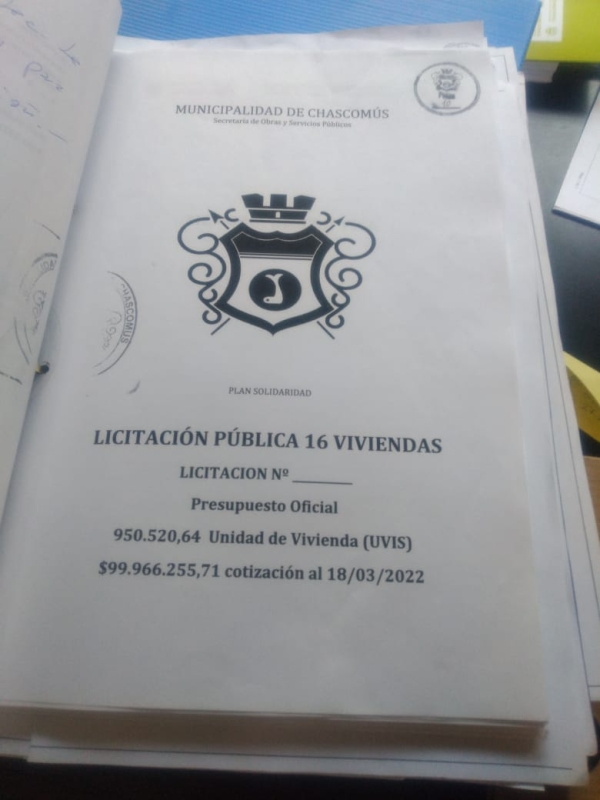 MUNICIPALIDAD DE CHASCOMÚS
Secretaría de Obras y Servicios Públicos
CHASCOMUS
PLAN SOLIDARIDAD
LICITACIÓN PÚBLICA 16 VIVIENDAS
LICITACION Nº ________
Presupuesto Oficial
950.520,64 Unidad de Vivienda (UVIS)
$99.966.255,71 cotización al 18/03/2022